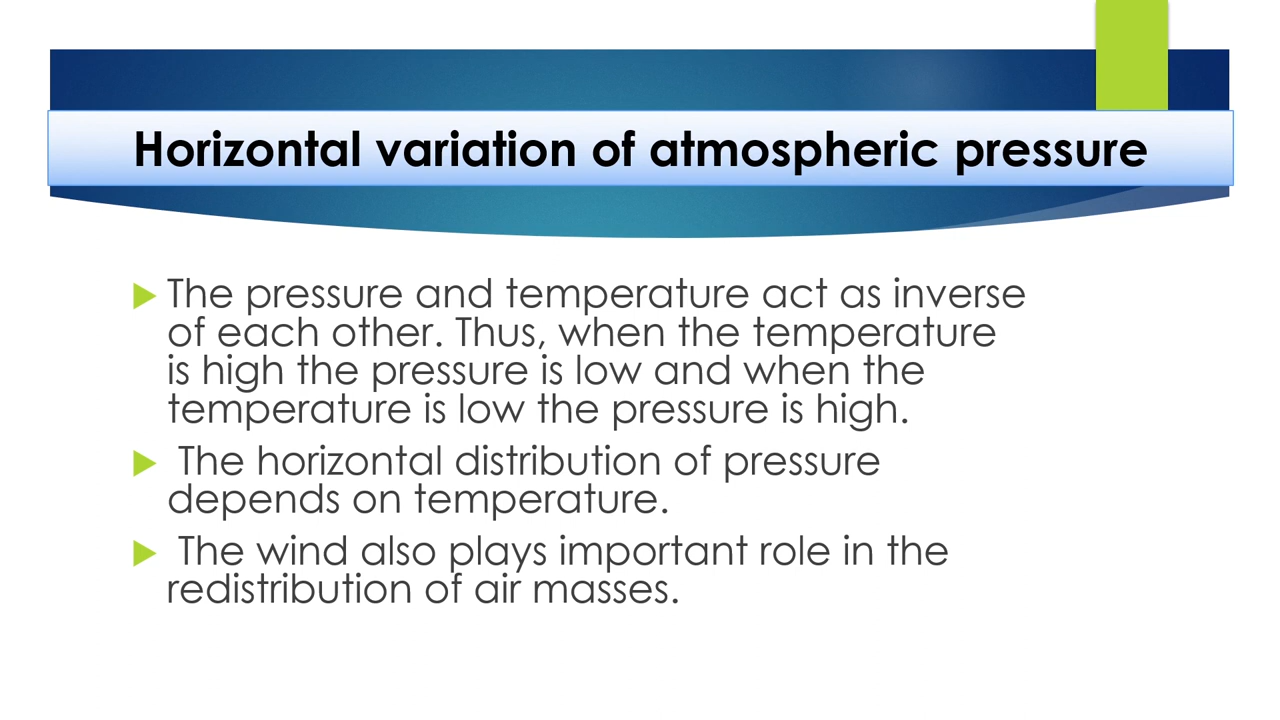 Horizontal variation of atmospheric pressure
The pressure and temperature act as inverse
of each other. Thus, when the temperature
is high the pressure is low and when the
temperature is low the pressure is high.
The horizontal distribution of pressure
depends on temperature.
The wind also plays important role in the
redistribution of air masses.